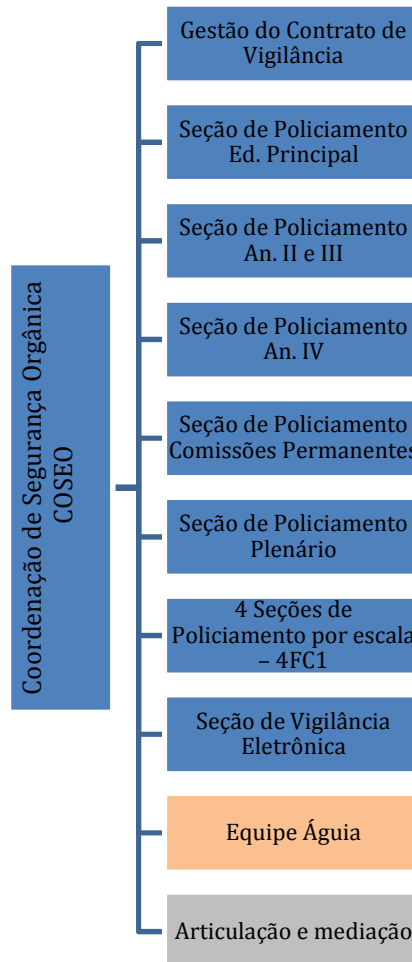 Coordenação de Segurança Orgânica
COSEO
Gestão do Contrato de
Vigilância
Seção de Policiamento
Ed. Principal
Seção de Policiamento
An. II e III
Seção de Policiamento
An. IV
Seção de Policiamento
Comissões Permanentes
Seção de Policiamento
Plenário
4 Seções de
Policiamento por escala
– 4FC1
Seção de Vigilância
Eletrônica
Equipe Águia
Articulação e mediação